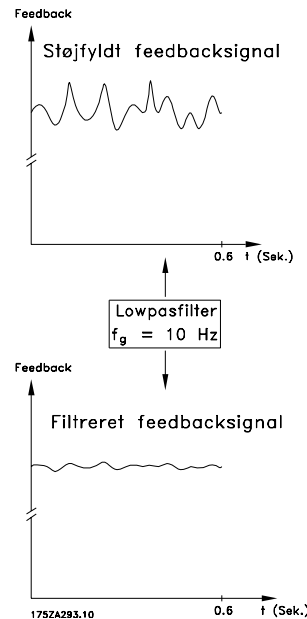 Feedback
Støjfyldt feedbacksignal
0.6 t (Sek.)
Lowpasfilter
f_g = 10 Hz
Feedback
Filtreret feedbacksignal
175ZA293.10
0.6 t (Sek.)